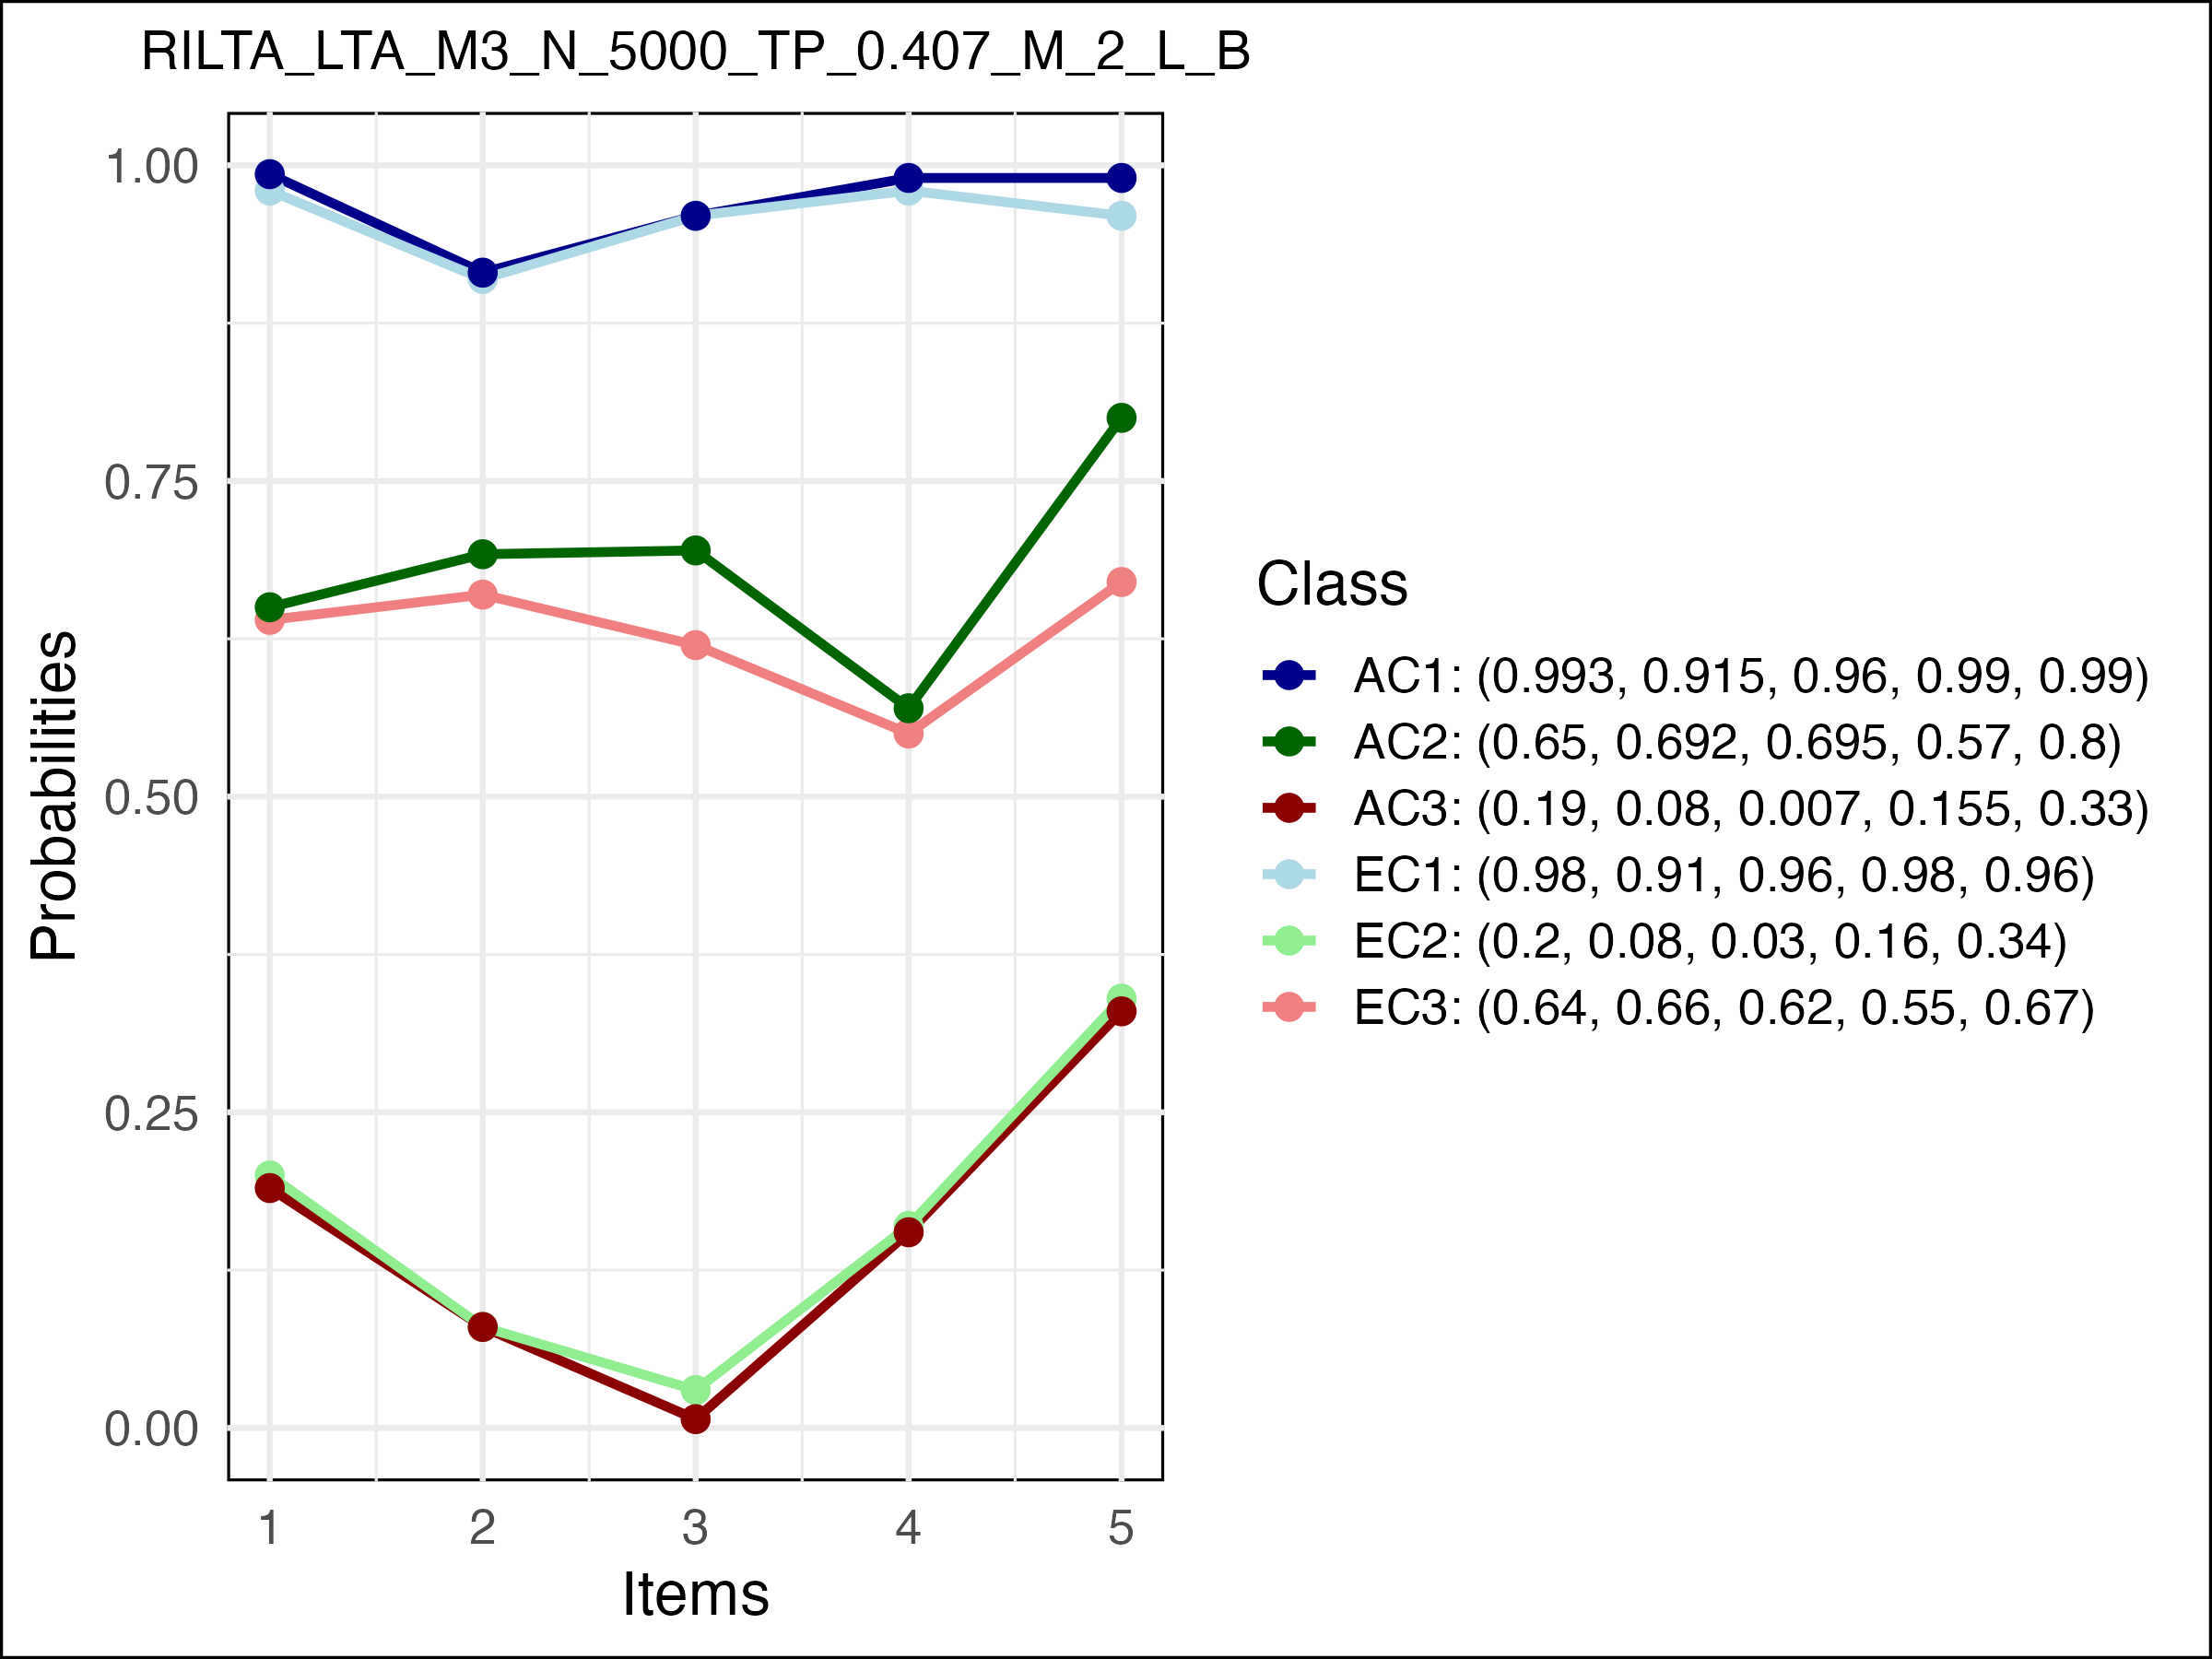 RILTA_LTA_M3_N_5000_TP_0.407_M_2_L_B
1.00
0.75
0.50
0.25
0.00
Probabilities
1 2 3 4 5
Items
Class
AC1: (0.993, 0.915, 0.96, 0.99, 0.99)
AC2: (0.65, 0.692, 0.695, 0.57, 0.8)
AC3: (0.19, 0.08, 0.007, 0.155, 0.33)
EC1: (0.98, 0.91, 0.96, 0.98, 0.96)
EC2: (0.2, 0.08, 0.03, 0.16, 0.34)
EC3: (0.64, 0.66, 0.62, 0.55, 0.67)